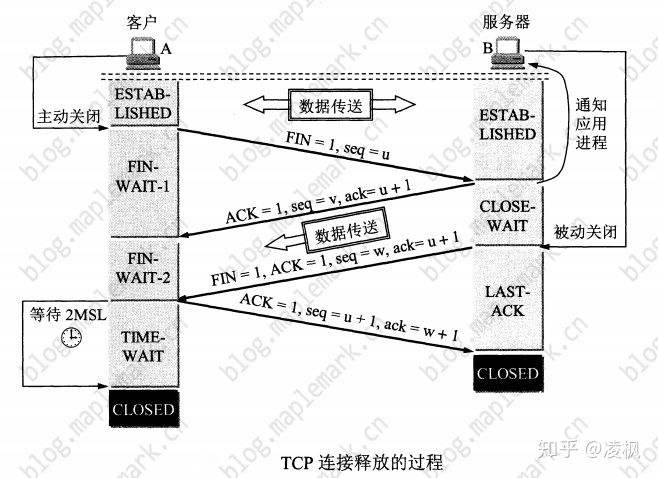 客户
服务器
A
B
主动关闭
ESTAB-
LISHED
数据传送
ESTAB-
LISHED
通知
应用
进程
FIN = 1, seq = u
FIN-
WAIT-1
ACK = 1, seq = v, ack= u + 1
CLOSE-
WAIT
数据传送
被动关闭
FIN-
WAIT-2
FIN = 1, ACK = 1, seq = w, ack= u + 1
LAST-
ACK
等待 2MSL
ACK = 1, seq = u + 1, ack = w + 1
TIME-
WAIT
CLOSED
CLOSED
TCP 连接释放的过程
知乎 @凌枫
blog.maplemark.cn